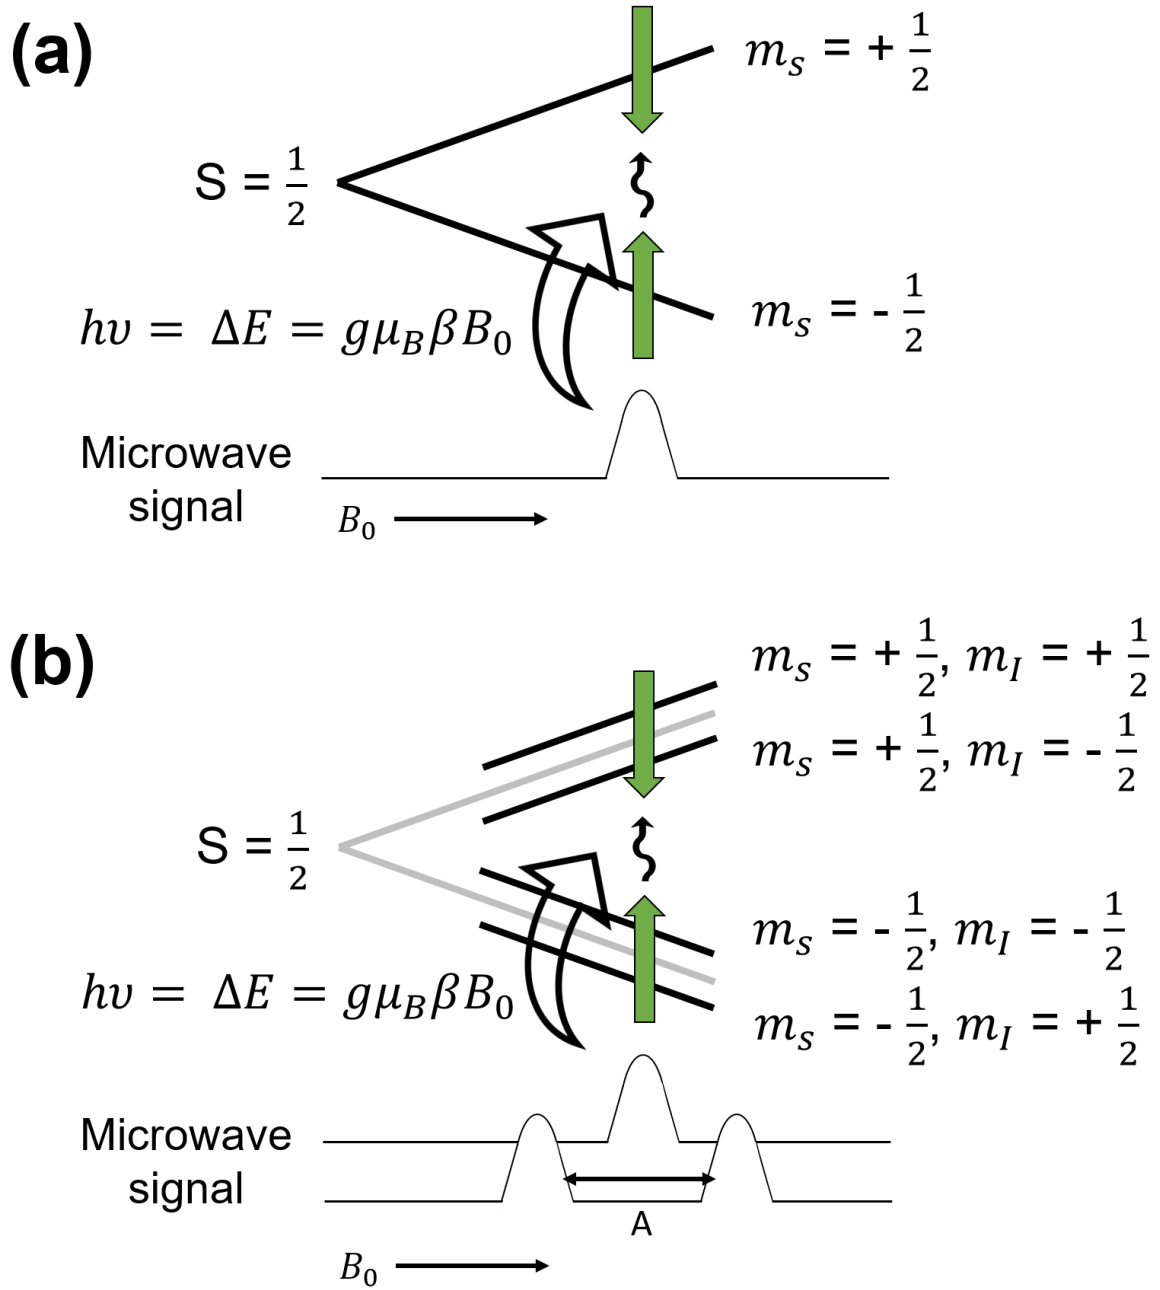 (a)
m_s = + 1/2
S = 1/2
m_s = - 1/2
hυ = ΔE = gμ_BβB_0
Microwave
signal
B_0
(b)
m_s = + 1/2, m_I = + 1/2
m_s = + 1/2, m_I = - 1/2
S = 1/2
m_s = - 1/2, m_I = - 1/2
hυ = ΔE = gμ_BβB_0
m_s = - 1/2, m_I = + 1/2
Microwave
signal
A
B_0